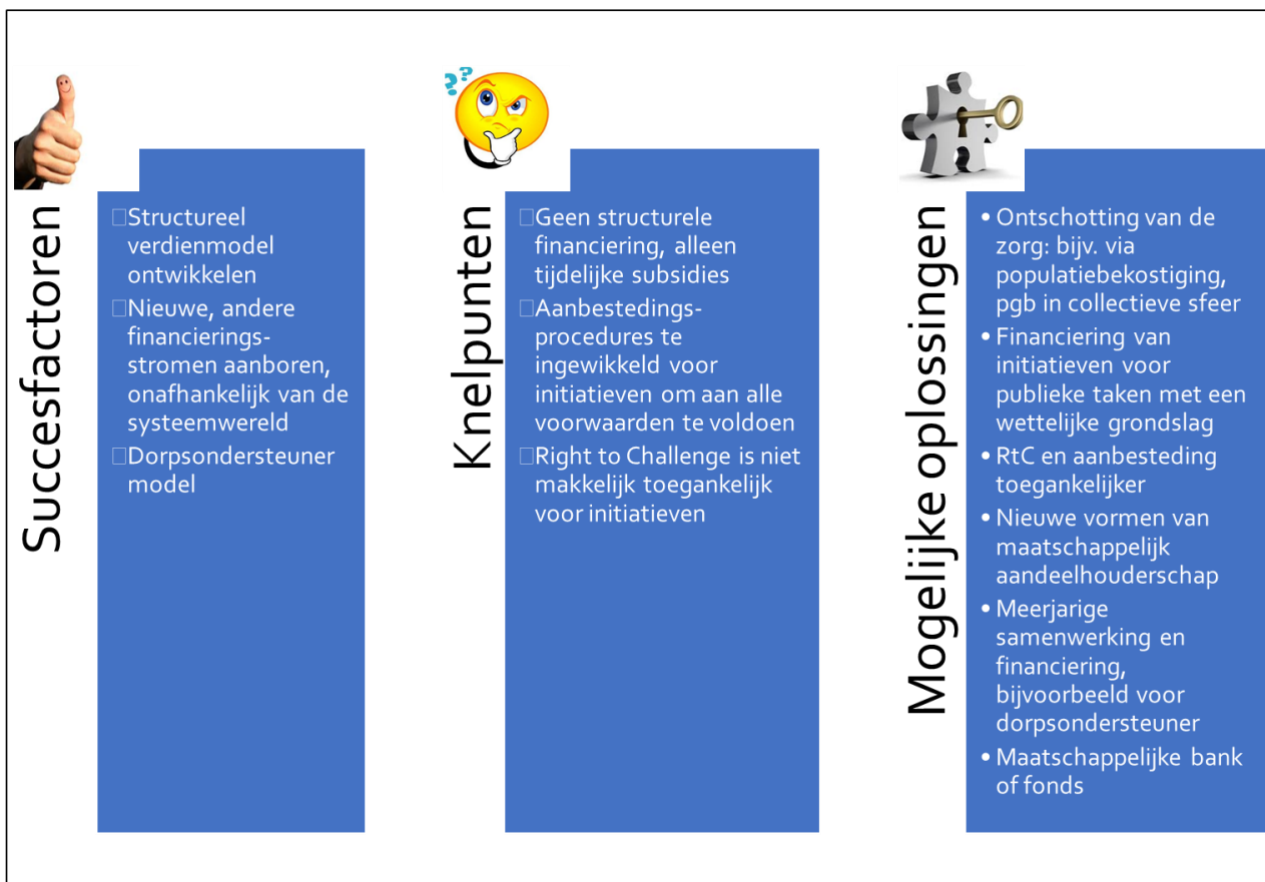 Succesfactoren
Structureel
verdienmodel
ontwikkelen
Nieuwe, andere
financierings-
stromen aanboren,
onafhankelijk van de
systeemwereld
Dorpsondersteuner
model
??
Knelpunten
Geen structurele
financiering, alleen
tijdelijke subsidies
Aanbestedings-
procedures te
ingewikkeld voor
initiatieven om aan alle
voorwaarden te voldoen
Right to Challenge is niet
makkelijk toegankelijk
voor initiatieven
Mogelijke oplossingen
• Ontschotting van de
zorg: bijv. via
populatiebekostiging,
pgb in collectieve sfeer
• Financiering van
initiatieven voor
publieke taken met een
wettelijke grondslag
• RtC en aanbesteding
toegankelijker
• Nieuwe vormen van
maatschappelijk
aandeelhouderschap
• Meerjarige
samenwerking en
financiering,
bijvoorbeeld voor
dorpsondersteuner
• Maatschappelijke bank
of fonds